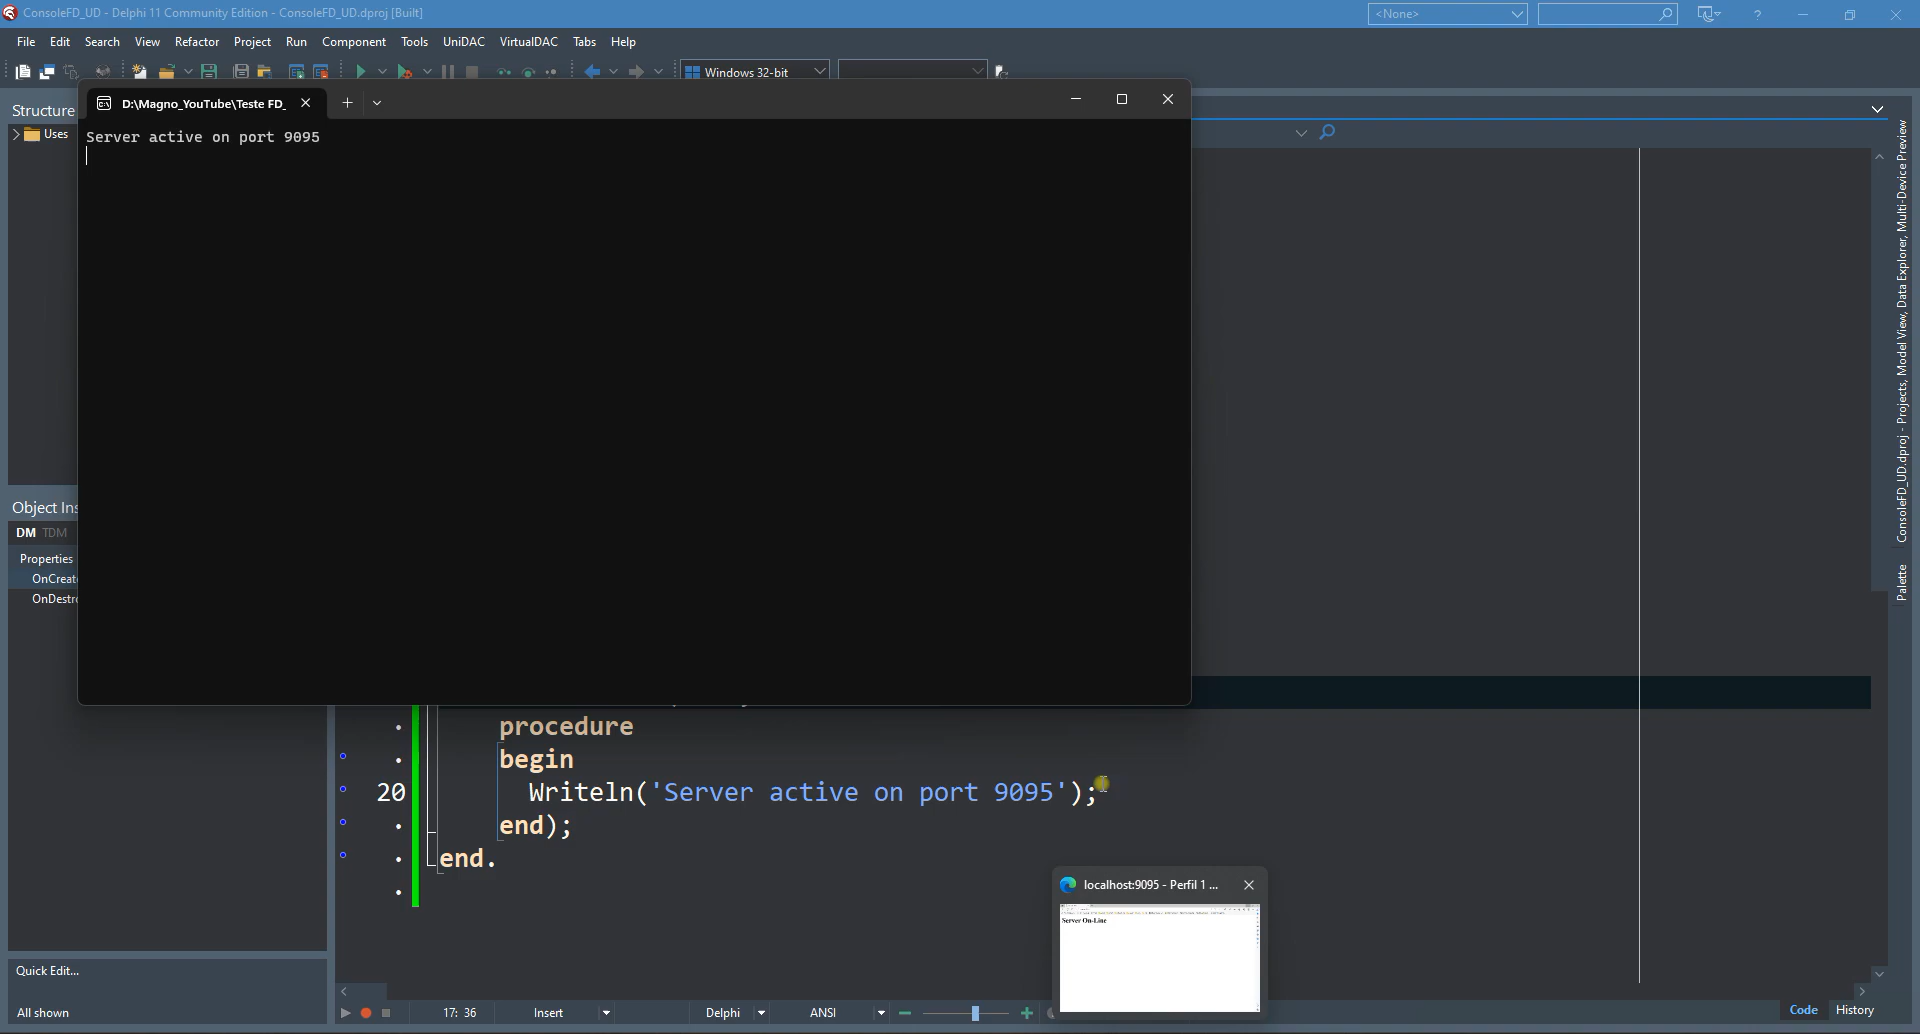 ConsoleFD_UD - Delphi 11 Community Edition - ConsoleFD_UD.dproj [Built]
<None>
?
File Edit Search View Refactor Project Run Component Tools UniDAC VirtualDAC Tabs Help
Windows 32-bit
Structure
D:\Magno_YouTube\Teste FD_
Uses
Server active on port 9095
ConsoleFD_UD.dproj - Projects, Model View, Data Explorer, Multi-Device Preview
Palette
Object Ins
DM TDM
Properties
OnCreat
OnDestr
procedure
begin
20 Writeln('Server active on port 9095');
end);
end.
localhost:9095 - Perfil 1 ...
Server On-Line
Quick Edit...
All shown
17: 36 Insert Delphi ANSI
Code History